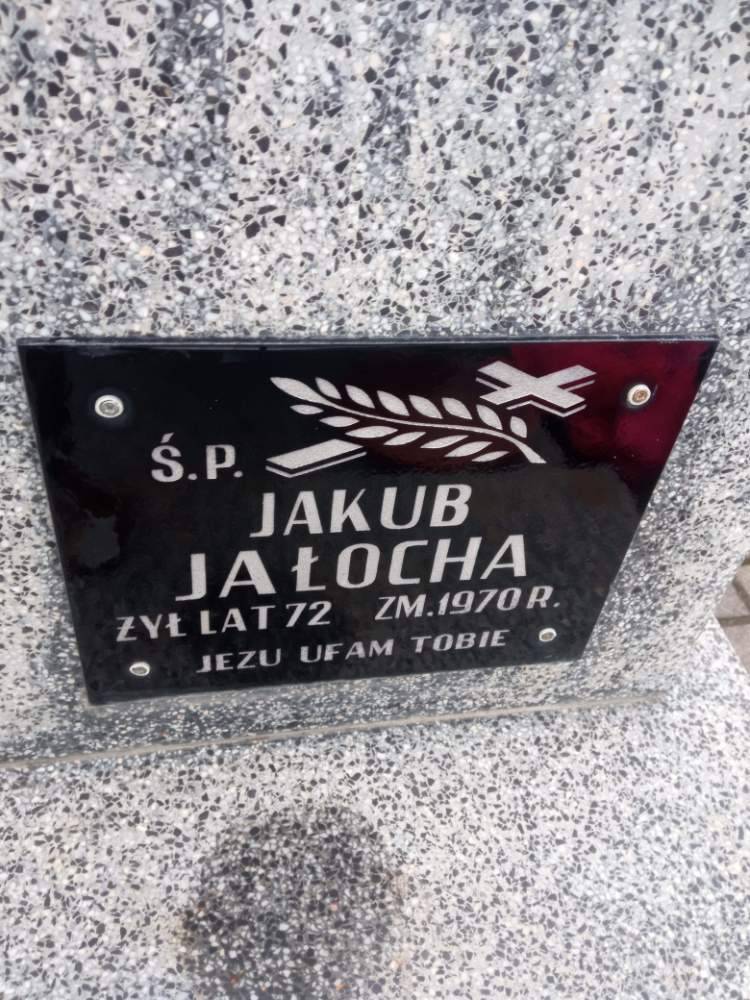 Ś.P.
JAKUB
JAŁOCHA
ŻYŁ LAT 72 ZM. 1970 R.
JEZU UFAM TOBIE